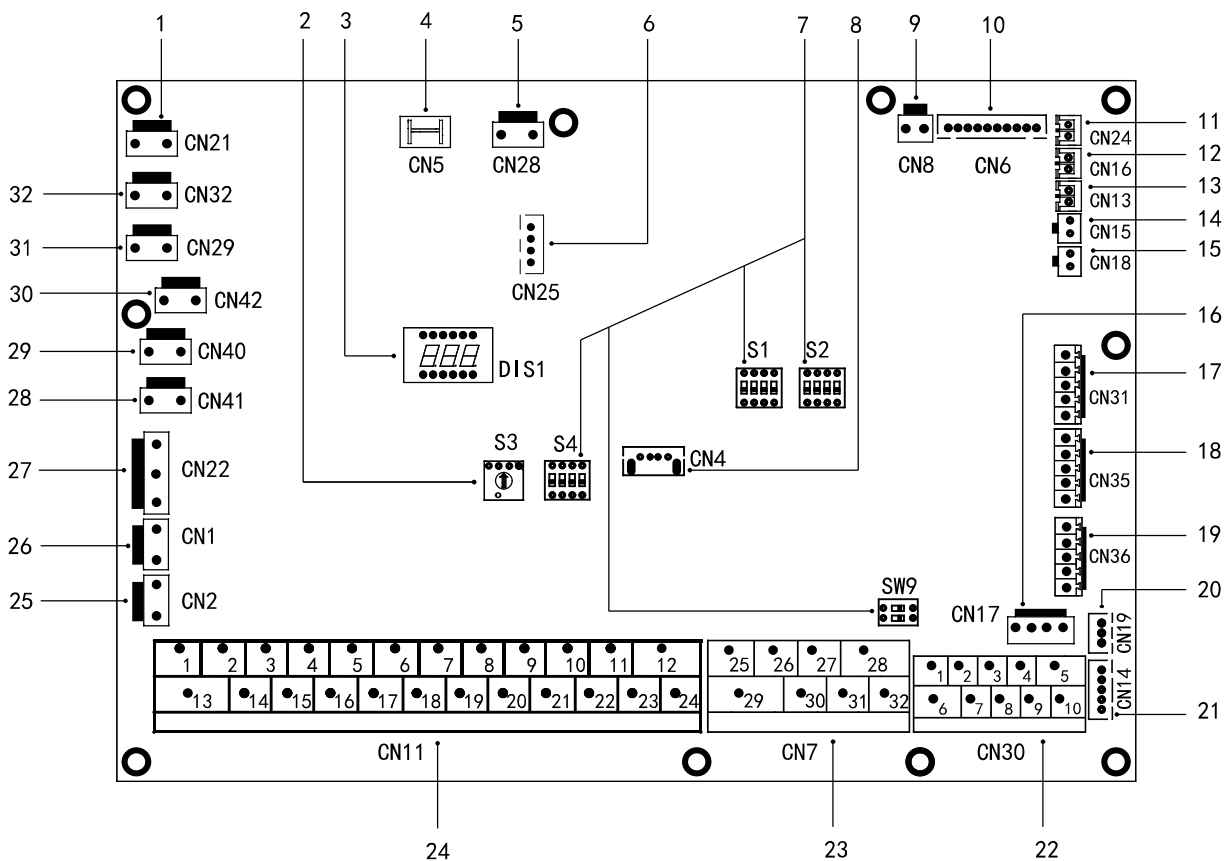 1 2 3 4 5 6 7 8 9 10
CN21
CN5
CN28
CN8
CN6
CN24
11
CN16
12
CN13
13
CN15
14
CN18
15
32
CN32
31
CN29
30
CN42
CN25
29
CN40
28
CN41
DIS1
S1 S2
16
17
CN31
18
CN35
19
CN36
27
CN22
S3 S4
CN4
26
CN1
25
CN2
SW9
CN17
20
CN19
CN14
21
1 2 3 4 5 6 7 8 9 10 11 12
13 14 15 16 17 18 19 20 21 22 23 24
CN11
25 26 27 28
29 30 31 32
CN7
1 2 3 4 5
6 7 8 9 10
CN30
24 23 22